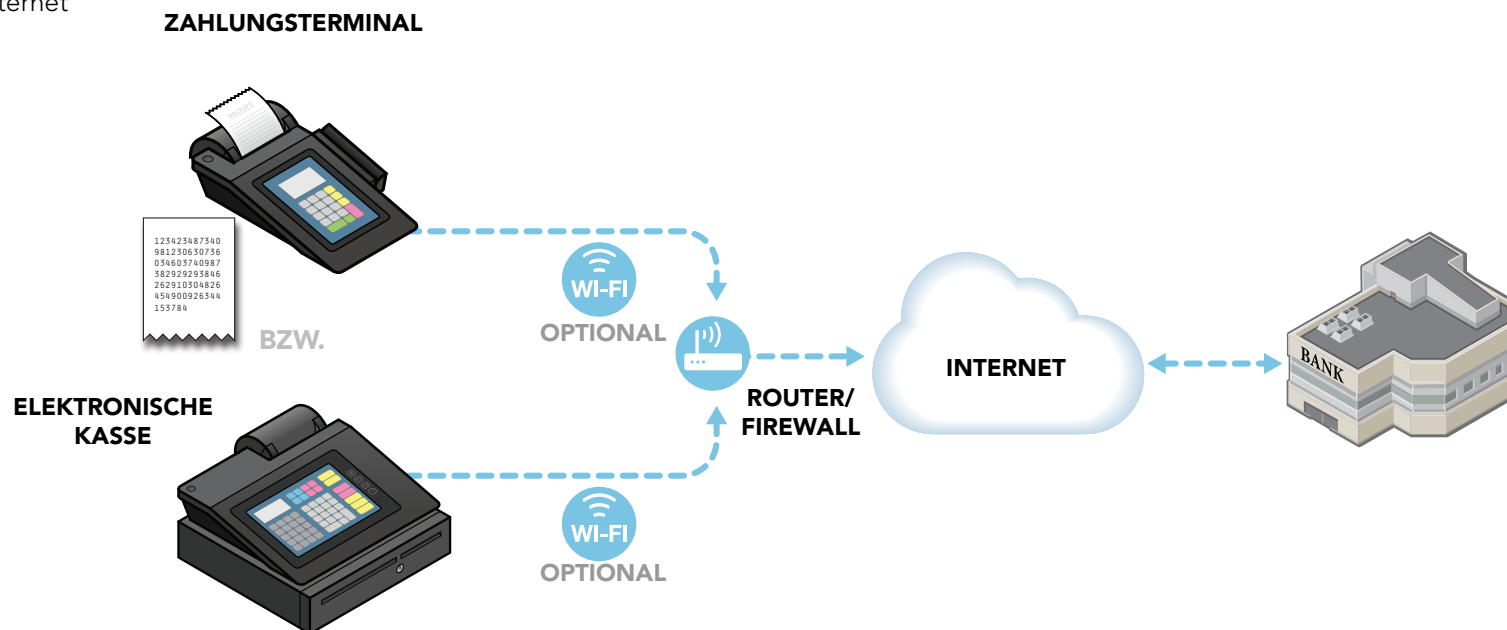 ternet
ZAHLUNGSTERMINAL
RECEIPT
123423487340
981230630736
034603740987
382929293846
262910304826
454900926344
153784
BZW.
WI-FI
OPTIONAL
ROUTER/
FIREWALL
INTERNET
BANK
ELEKTRONISCHE
KASSE
WI-FI
OPTIONAL